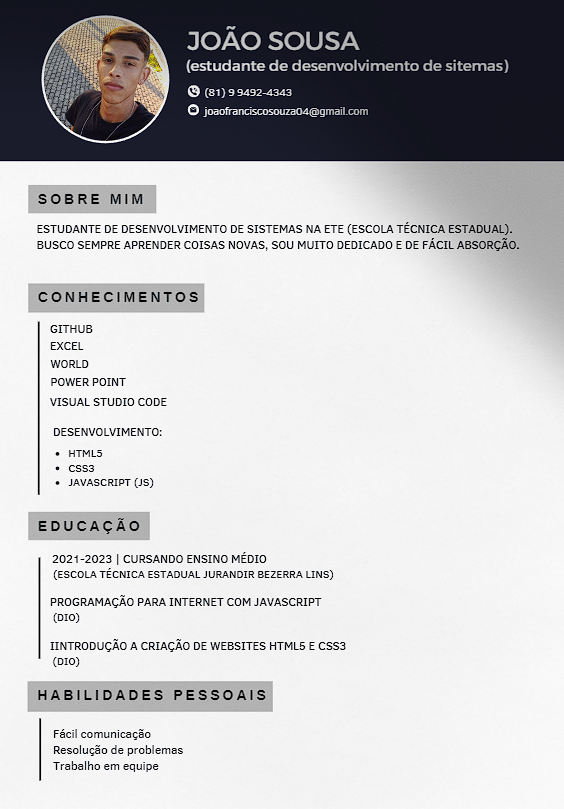 JOÃO SOUSA
(estudante de desenvolvimento de sitemas)
(81) 9 9492-4343
joaofranciscosouza04@gmail.com
SOBRE MIM
ESTUDANTE DE DESENVOLVIMENTO DE SISTEMAS NA ETE (ESCOLA TÉCNICA ESTADUAL).
BUSCO SEMPRE APRENDER COISAS NOVAS, SOU MUITO DEDICADO E DE FÁCIL ABSORÇÃO.
CONHECIMENTOS
GITHUB
EXCEL
WORLD
POWER POINT
VISUAL STUDIO CODE
DESENVOLVIMENTO:
• HTML5
• CSS3
• JAVASCRIPT (JS)
EDUCAÇÃO
2021-2023 | CURSANDO ENSINO MÉDIO
(ESCOLA TÉCNICA ESTADUAL JURANDIR BEZERRA LINS)
PROGRAMAÇÃO PARA INTERNET COM JAVASCRIPT
(DIO)
IINTRODUÇÃO A CRIAÇÃO DE WEBSITES HTML5 E CSS3
(DIO)
HABILIDADES PESSOAIS
Fácil comunicação
Resolução de problemas
Trabalho em equipe